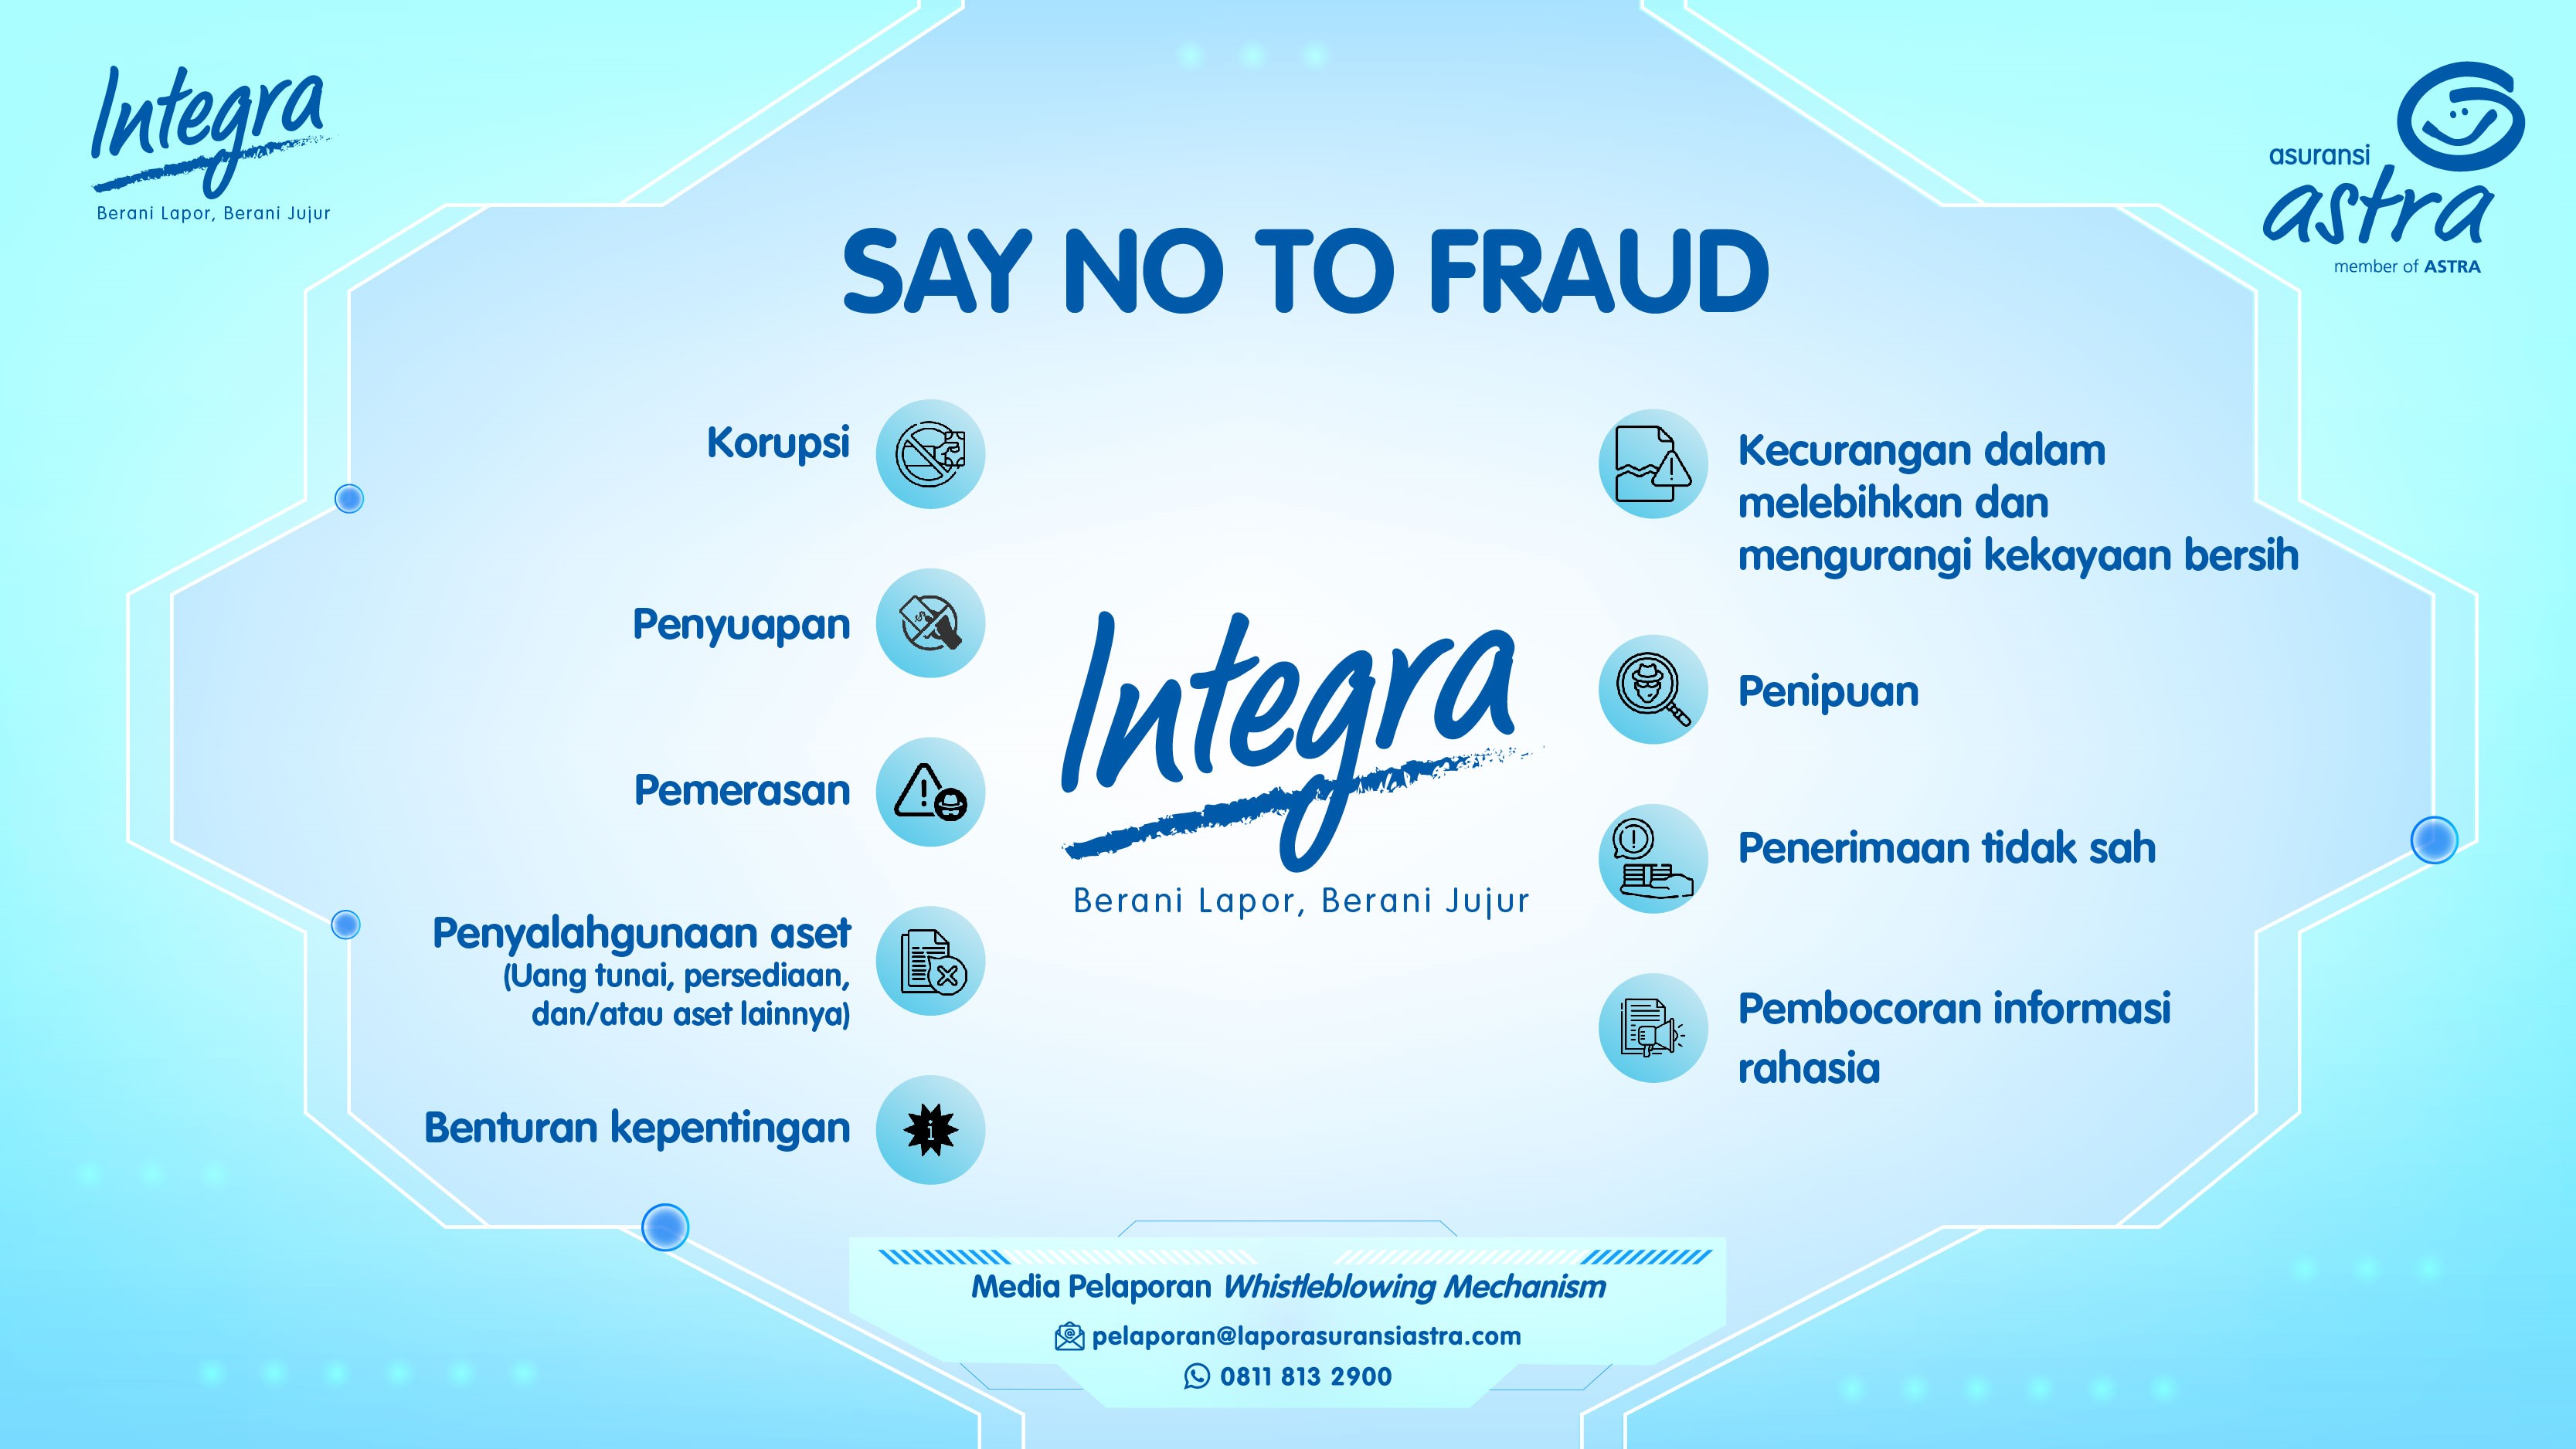 Integra
Berani Lapor, Berani Jujur
asuransi
astra
member of ASTRA
SAY NO TO FRAUD
Korupsi
Penyuapan
Pemerasan
Penyalahgunaan aset
(Uang tunai, persediaan,
dan/atau aset lainnya)
Benturan kepentingan
Integra
Berani Lapor, Berani Jujur
Kecurangan dalam
melebihkan dan
mengurangi kekayaan bersih
Penipuan
Penerimaan tidak sah
Pembocoran informasi
rahasia
Media Pelaporan Whistleblowing Mechanism
pelaporan@laporasuransiastra.com
0811 813 2900